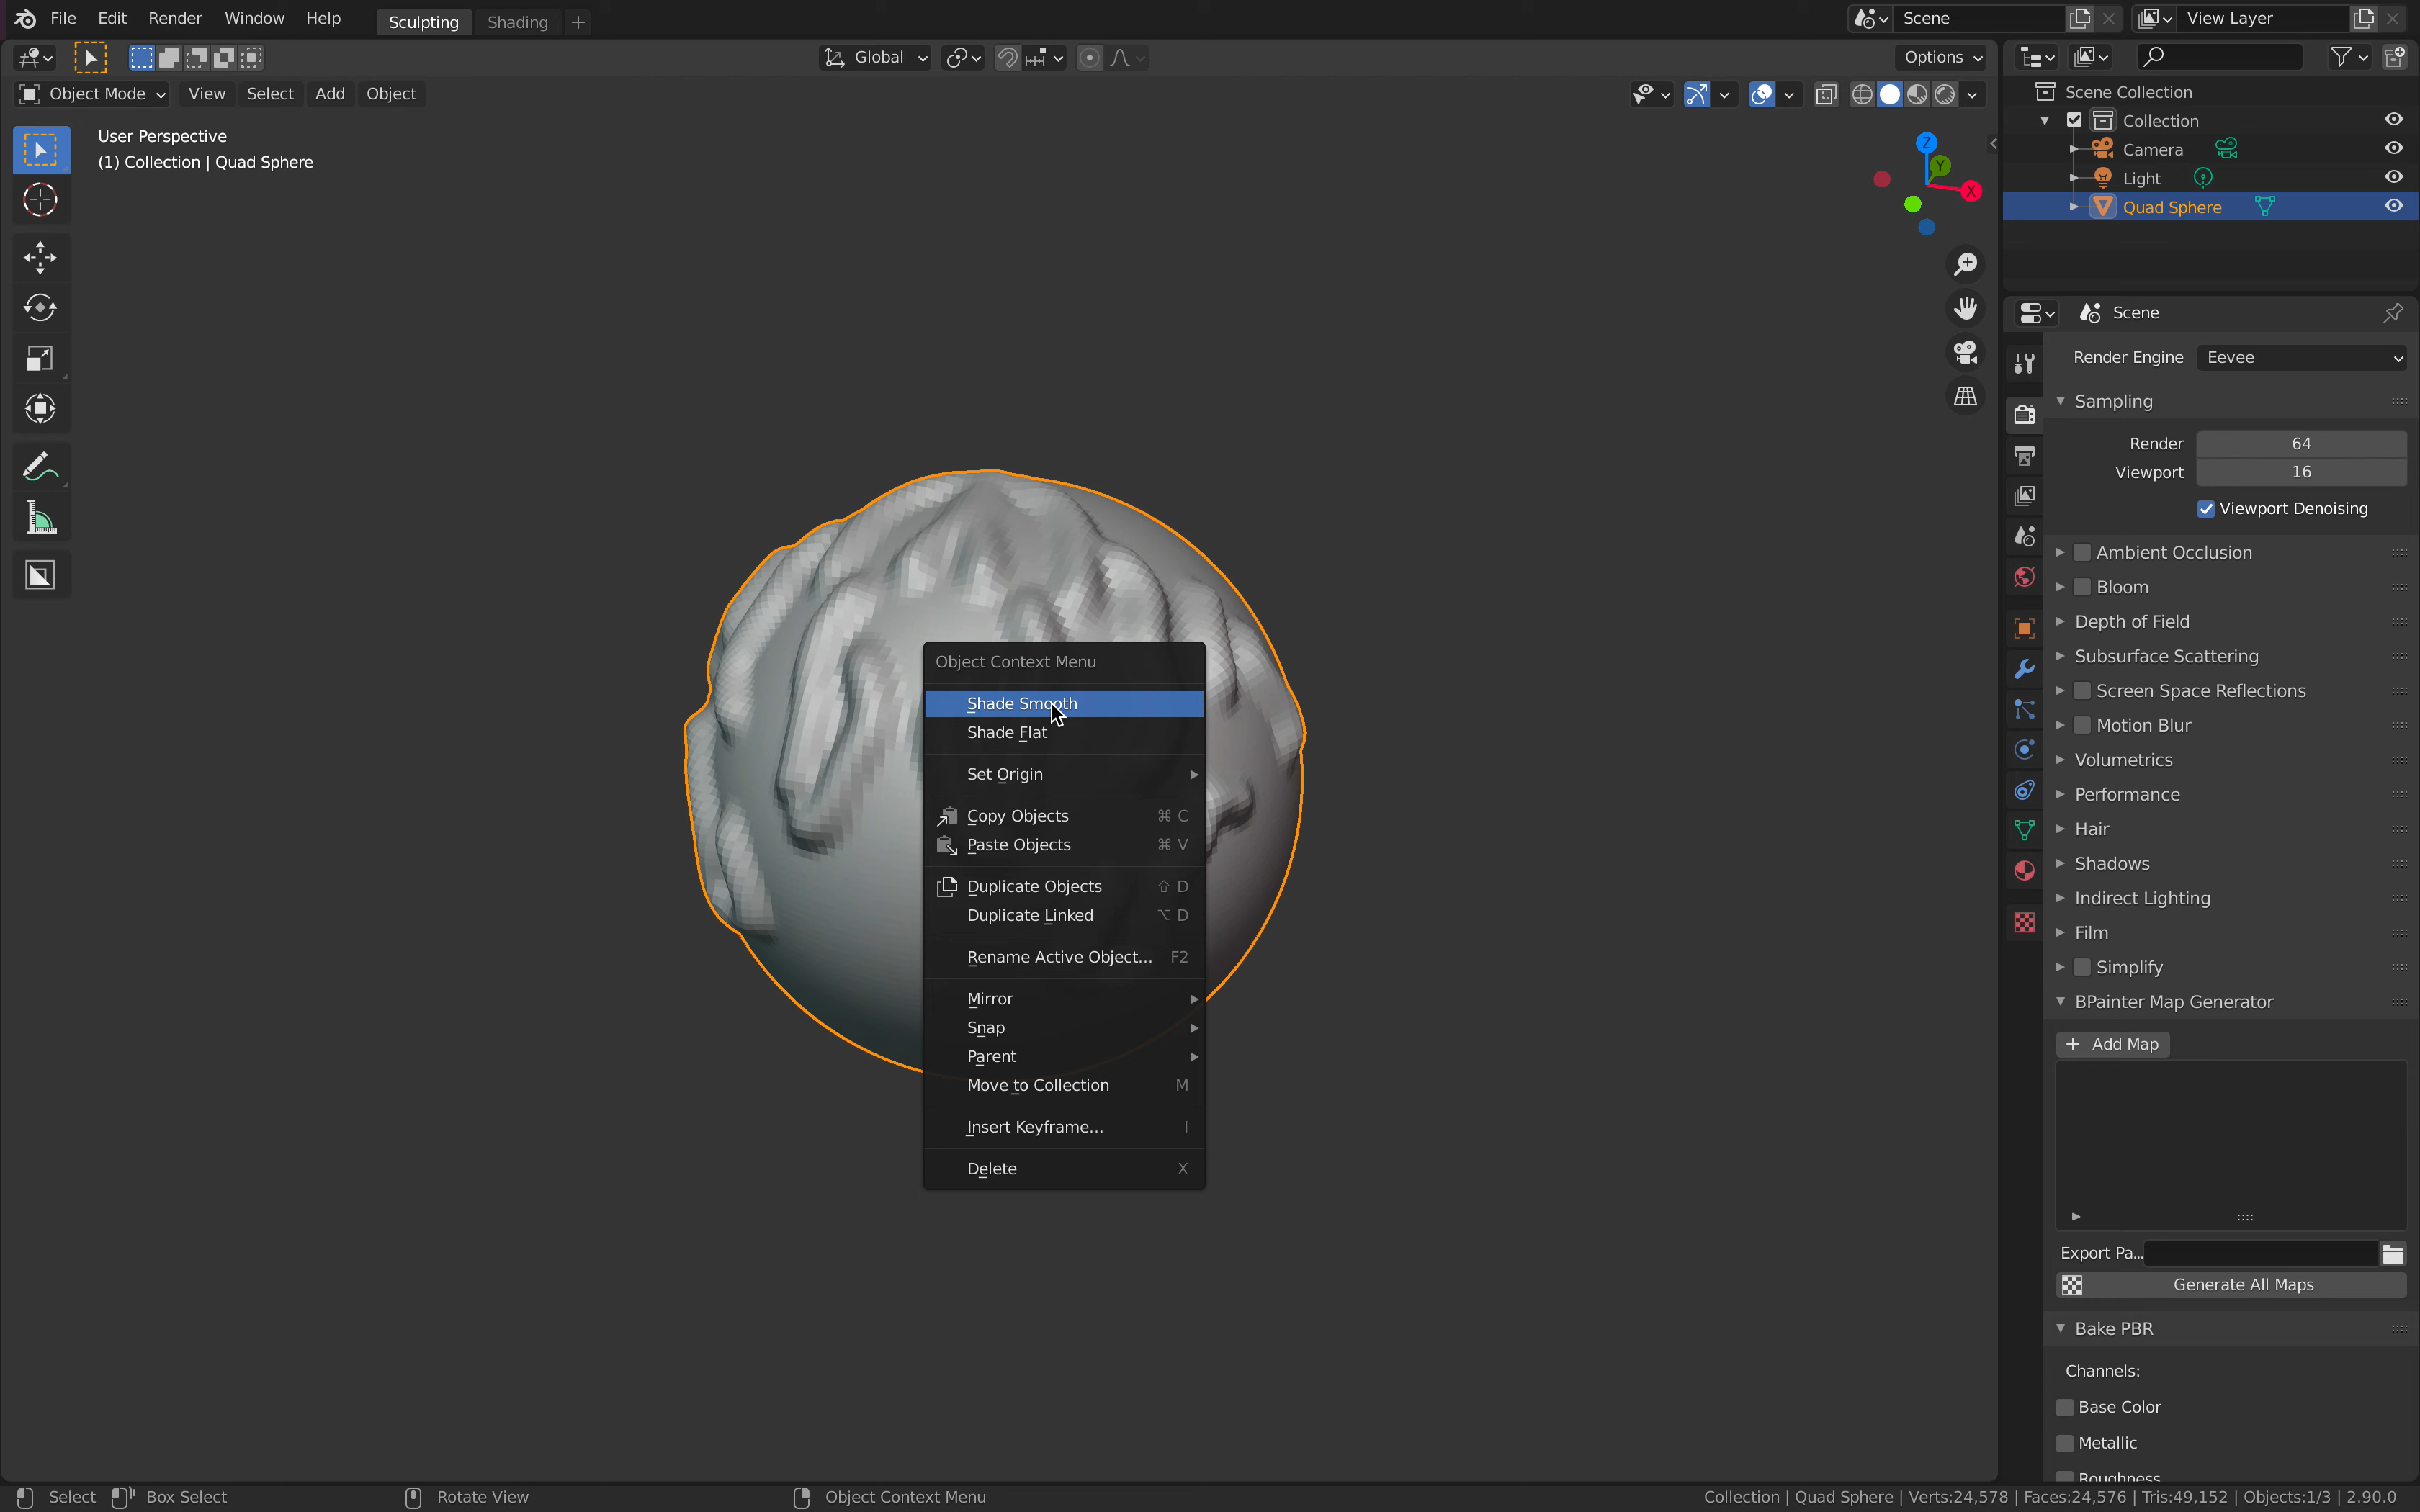 File Edit Render Window Help Sculpting Shading + Scene View Layer
Global Options
Object Mode View Select Add Object
User Perspective
(1) Collection | Quad Sphere
Z
Y
X
Scene Collection
Collection
Camera
Light
Quad Sphere
Scene
Render Engine Eevee
Sampling
Render 64
Viewport 16
Viewport Denoising
Ambient Occlusion
Bloom
Depth of Field
Subsurface Scattering
Screen Space Reflections
Motion Blur
Volumetrics
Performance
Hair
Shadows
Indirect Lighting
Film
Simplify
BPainter Map Generator
+ Add Map
Export Pa...
Generate All Maps
Bake PBR
Channels:
Base Color
Metallic
Roughness
Object Context Menu
Shade Smooth
Shade Flat
Set Origin
Copy Objects ⌘ C
Paste Objects ⌘ V
Duplicate Objects ⇧ D
Duplicate Linked ⌥ D
Rename Active Object... F2
Mirror
Snap
Parent
Move to Collection M
Insert Keyframe... I
Delete X
Select Box Select Rotate View Object Context Menu Collection | Quad Sphere | Verts:24,578 | Faces:24,576 | Tris:49,152 | Objects:1/3 | 2.90.0